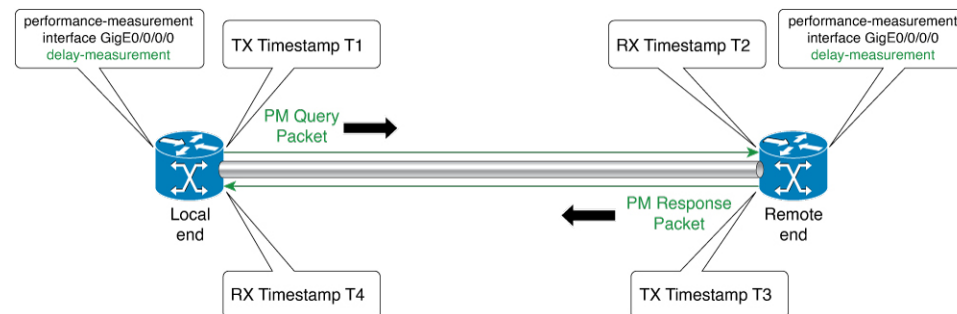 performance-measurement
interface GigE0/0/0/0
delay-measurement
TX Timestamp T1
RX Timestamp T2
performance-measurement
interface GigE0/0/0/0
delay-measurement
PM Query
Packet
Local
end
PM Response
Packet
Remote
end
RX Timestamp T4
TX Timestamp T3